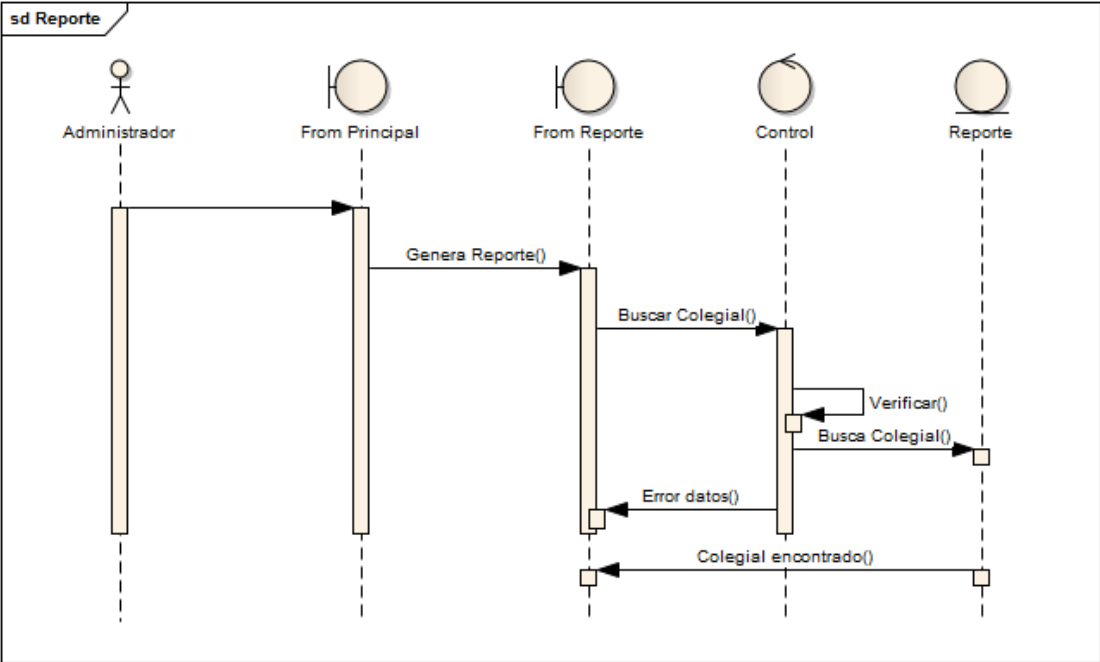 sd Reporte
Administrador
From Principal
From Reporte
Control
Reporte
Genera Reporte()
Buscar Colegial()
Verificar()
Busca Colegial()
Error datos()
Colegial encontrado()